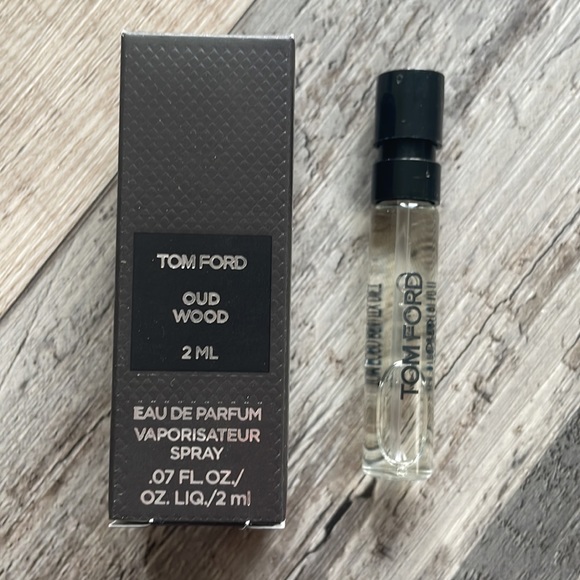 TOM FORD
OUD
WOOD
2 ML
EAU DE PARFUM
VAPORISATEUR
SPRAY
.07 FL. OZ./
OZ. LIQ./2 ml
TOM FORD